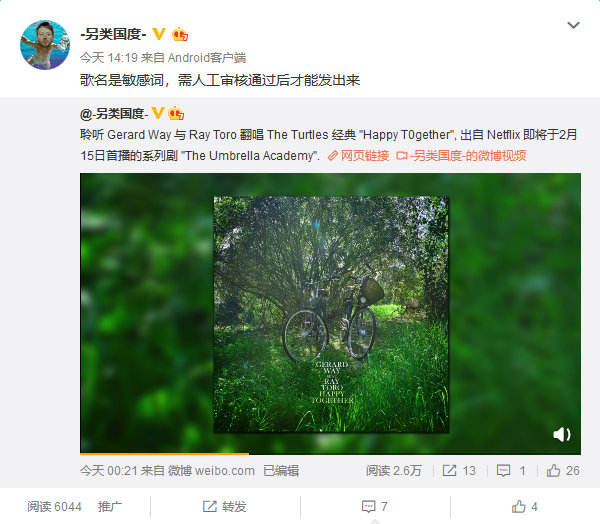 -另类国度-
今天 14:19 来自 Android客户端
歌名是敏感词，需人工审核通过后才能发出来
@-另类国度-
聆听 Gerard Way 与 Ray Toro 翻唱 The Turtles 经典 "Happy T0gether", 出自 Netflix 即将于2月
15日首播的系列剧 "The Umbrella Academy". 网页链接 -另类国度-的微博视频
GERARD
WAY
RAY
TORO
HAPPY
TOGETHER
今天 00:21 来自 微博 weibo.com 已编辑 阅读 2.6万 13 1 26
阅读 6044 推广 转发 7 4